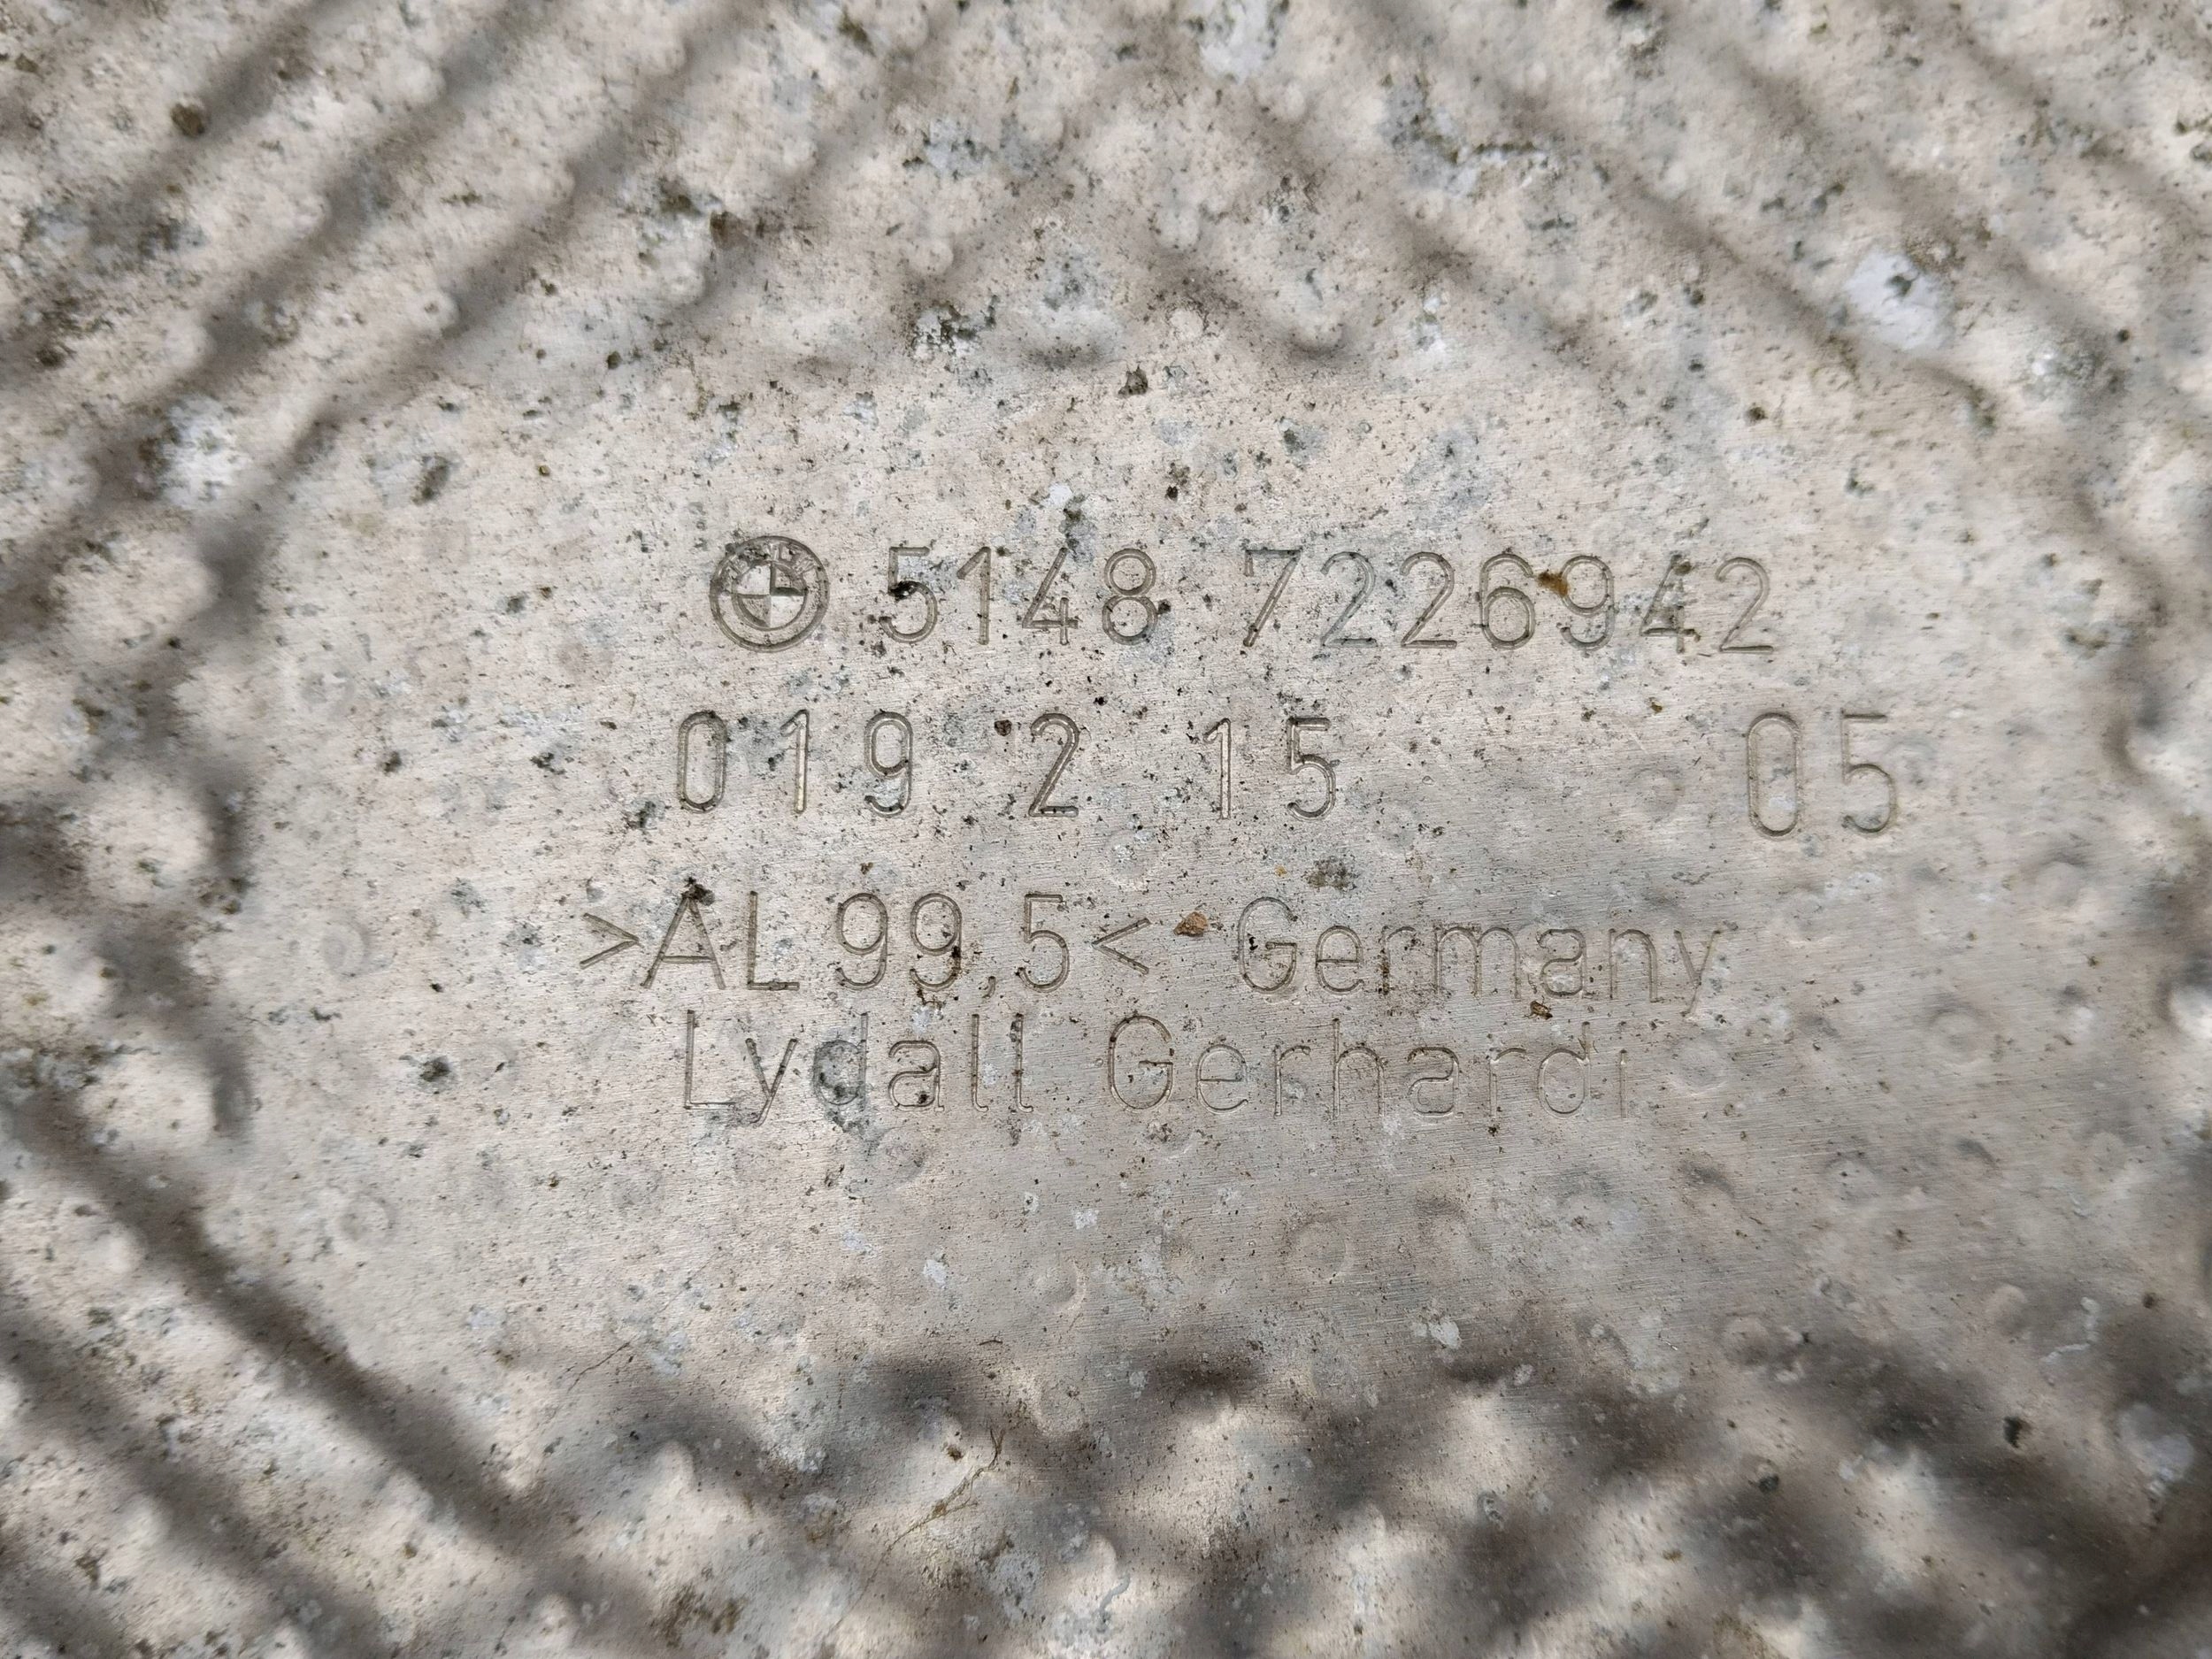 5148 7226942
019 2 15 05
>AL 99,5< Germany
Lydall Gerhardi